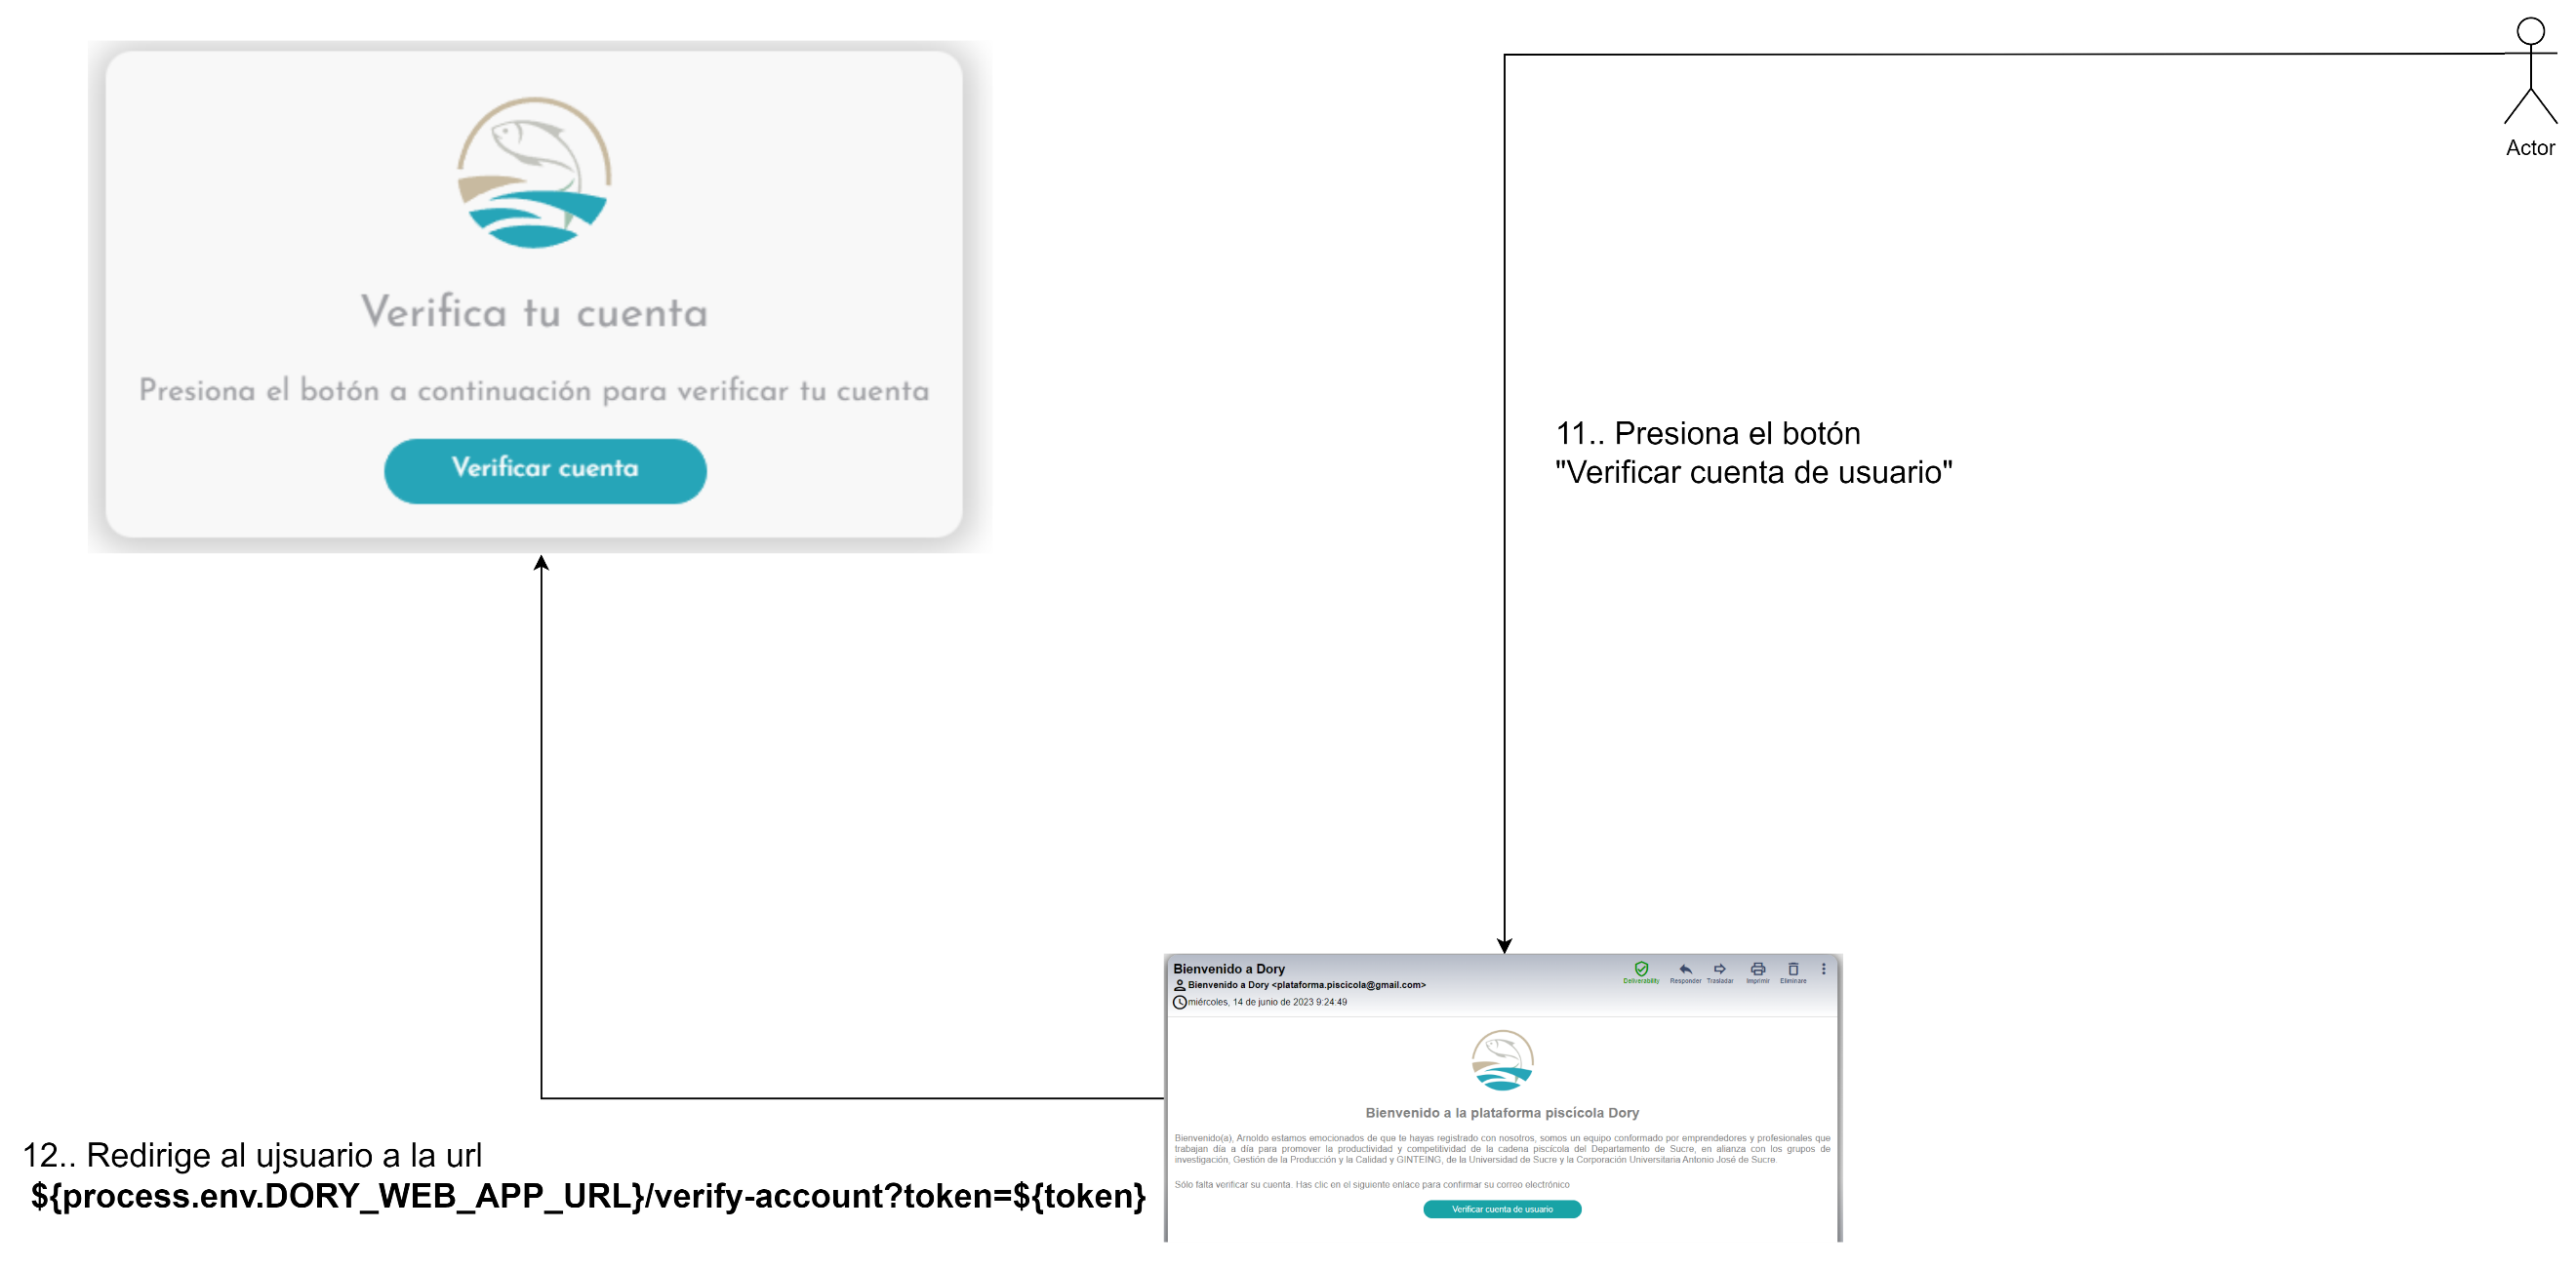 Actor
Verifica tu cuenta
Presiona el botón a continuación para verificar tu cuenta
Verificar cuenta
11.. Presiona el botón
"Verificar cuenta de usuario"
Bienvenido a Dory
Bienvenido a Dory <plataforma.piscicola@gmail.com>
miércoles, 14 de junio de 2023 9:24:49
Deliverability Responder Trasladar Imprimir Eliminare
Bienvenido a la plataforma piscícola Dory
Bienvenido(a), Arnoldo estamos emocionados de que te hayas registrado con nosotros, somos un equipo conformado por emprendedores y profesionales que
trabajan día a día para promover la productividad y competitividad de la cadena piscícola del Departamento de Sucre, en alianza con los grupos de
investigación, Gestión de la Producción y la Calidad y GINTEING, de la Universidad de Sucre y la Corporación Universitaria Antonio José de Sucre.
Sólo falta verificar su cuenta. Has clic en el siguiente enlace para confirmar su correo electrónico
Verificar cuenta de usuario
12.. Redirige al ujsuario a la url
${process.env.DORY_WEB_APP_URL}/verify-account?token=${token}